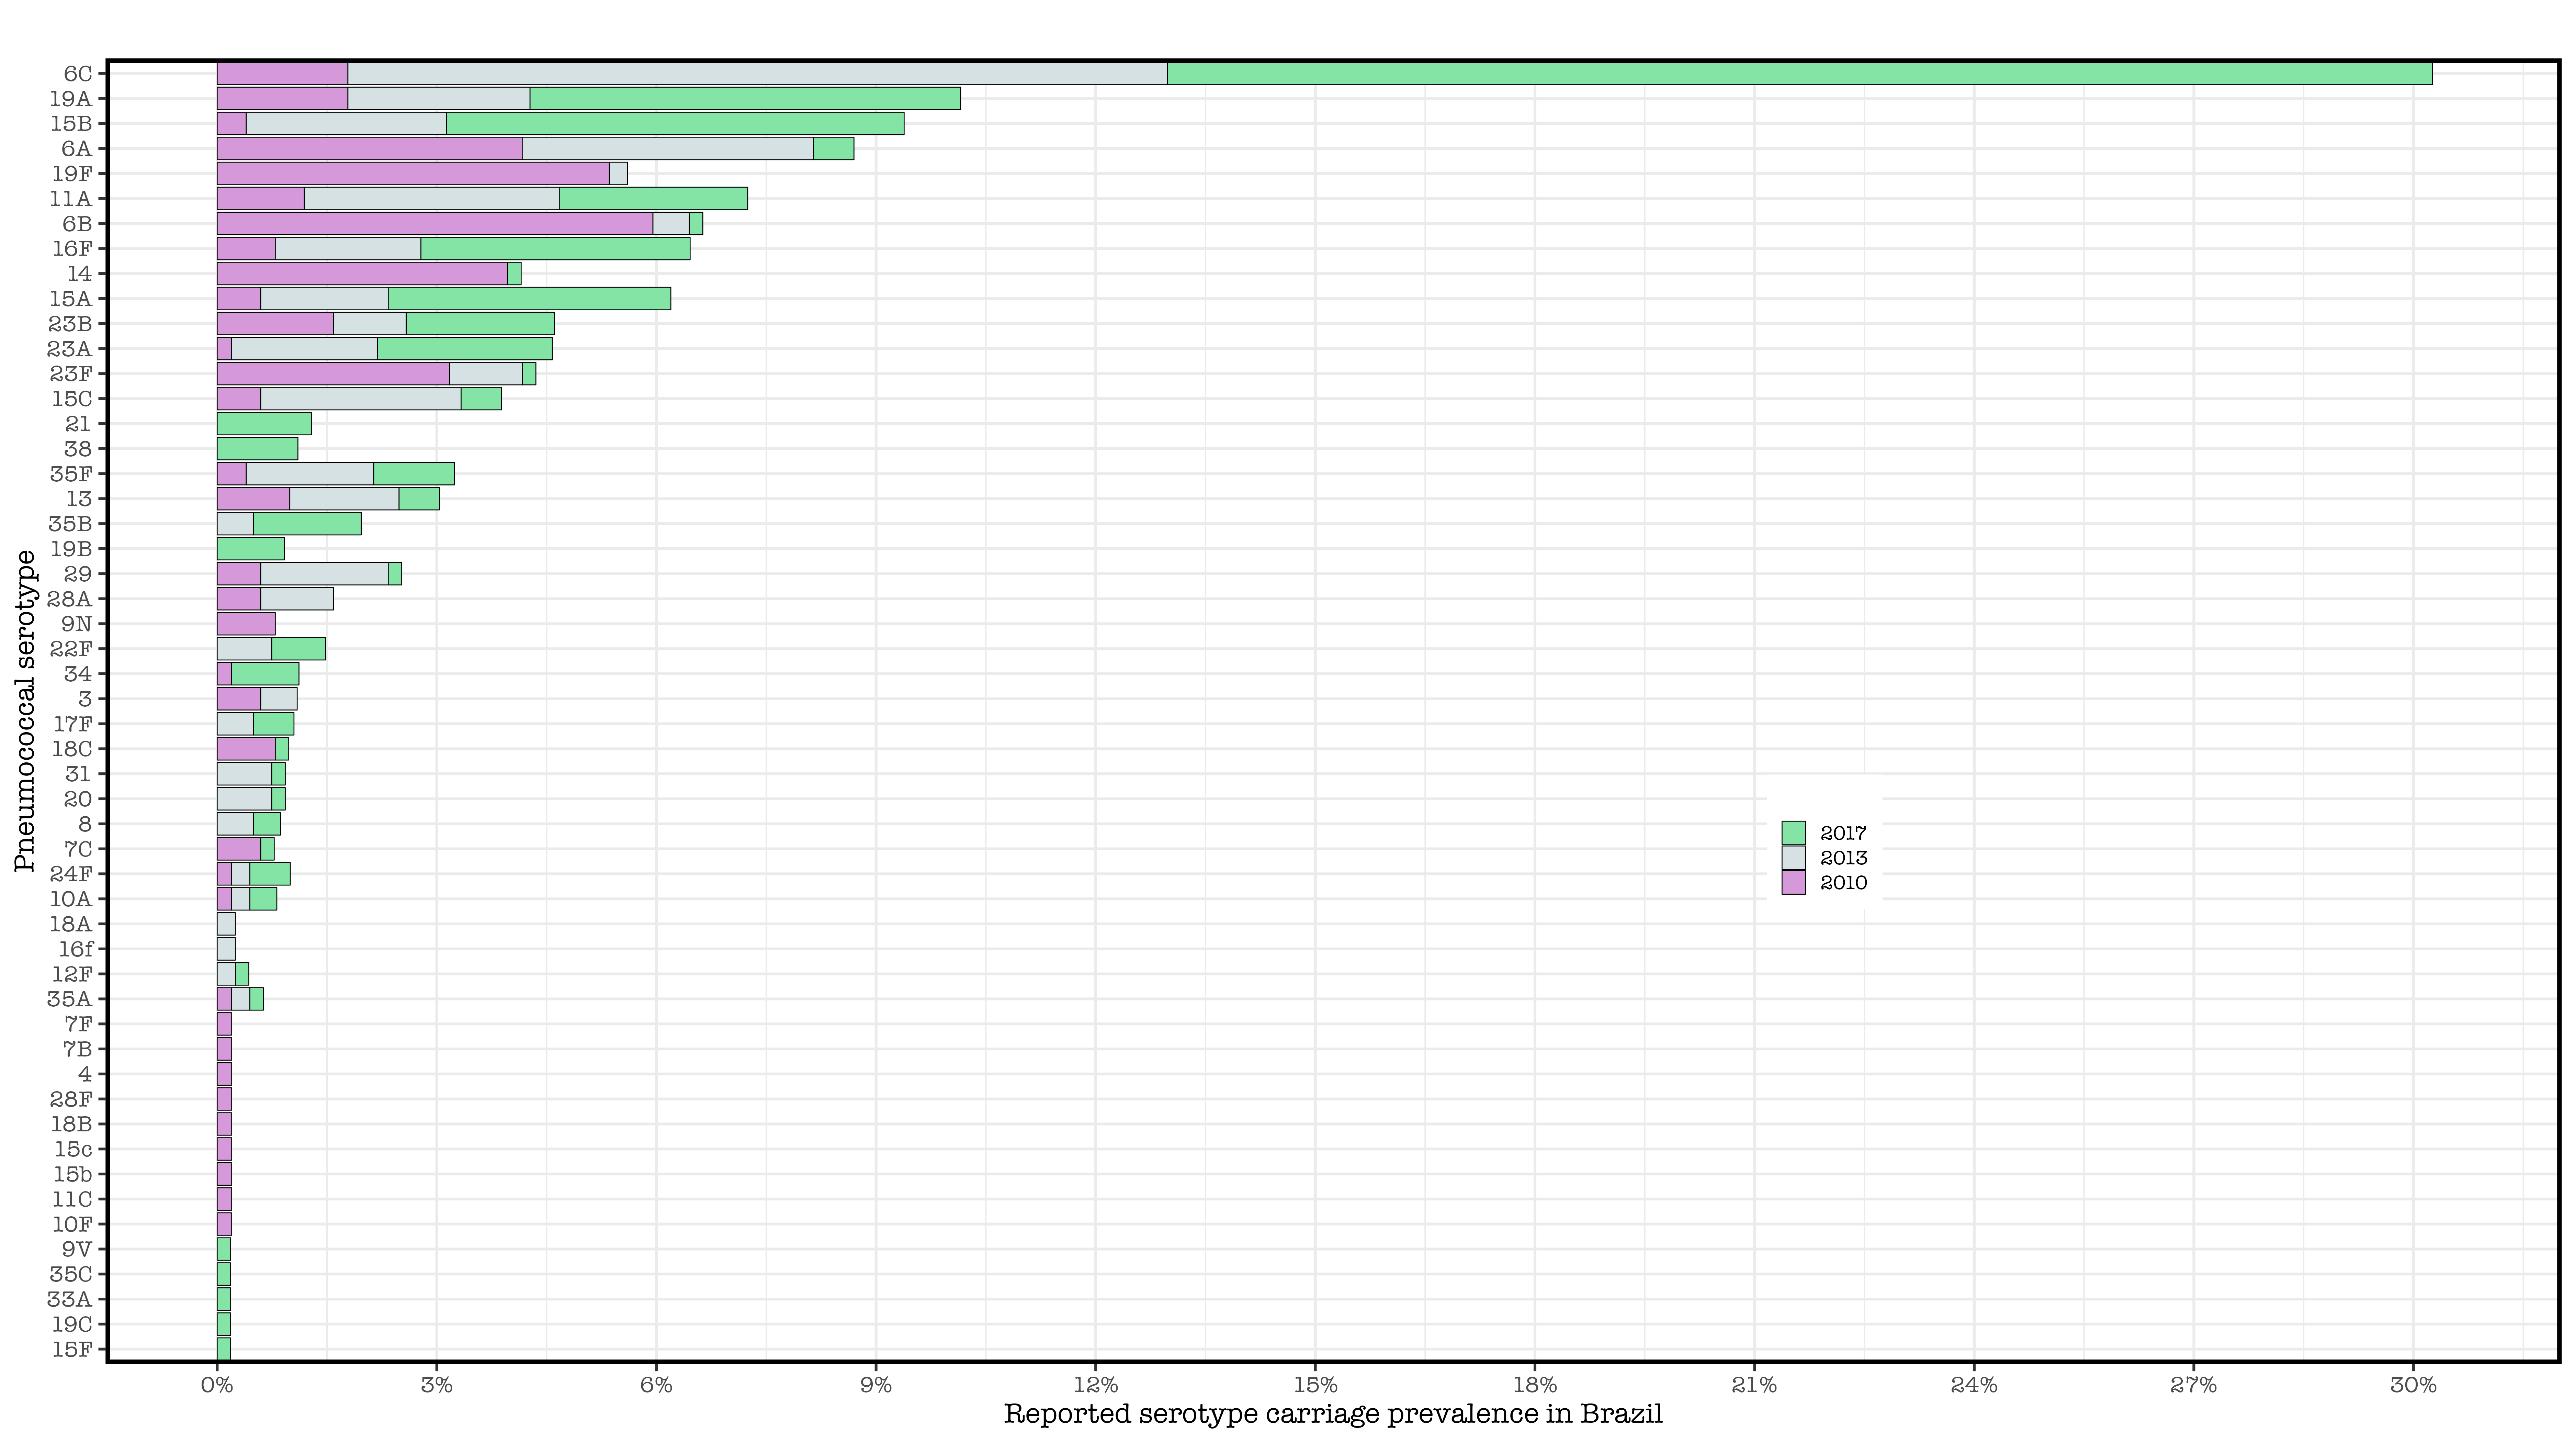 6C
19A
15B
6A
19F
11A
6B
16F
14
15A
23B
23A
23F
15C
21
38
35F
13
35B
19B
29
28A
9N
22F
34
3
17F
18C
31
20
8
7C
24F
10A
18A
16f
12F
35A
7F
7B
4
28F
18B
15c
15b
11C
10F
9V
35C
33A
19C
15F
Pneumococcal serotype
2017
2013
2010
0% 3% 6% 9% 12% 15% 18% 21% 24% 27% 30%
Reported serotype carriage prevalence in Brazil